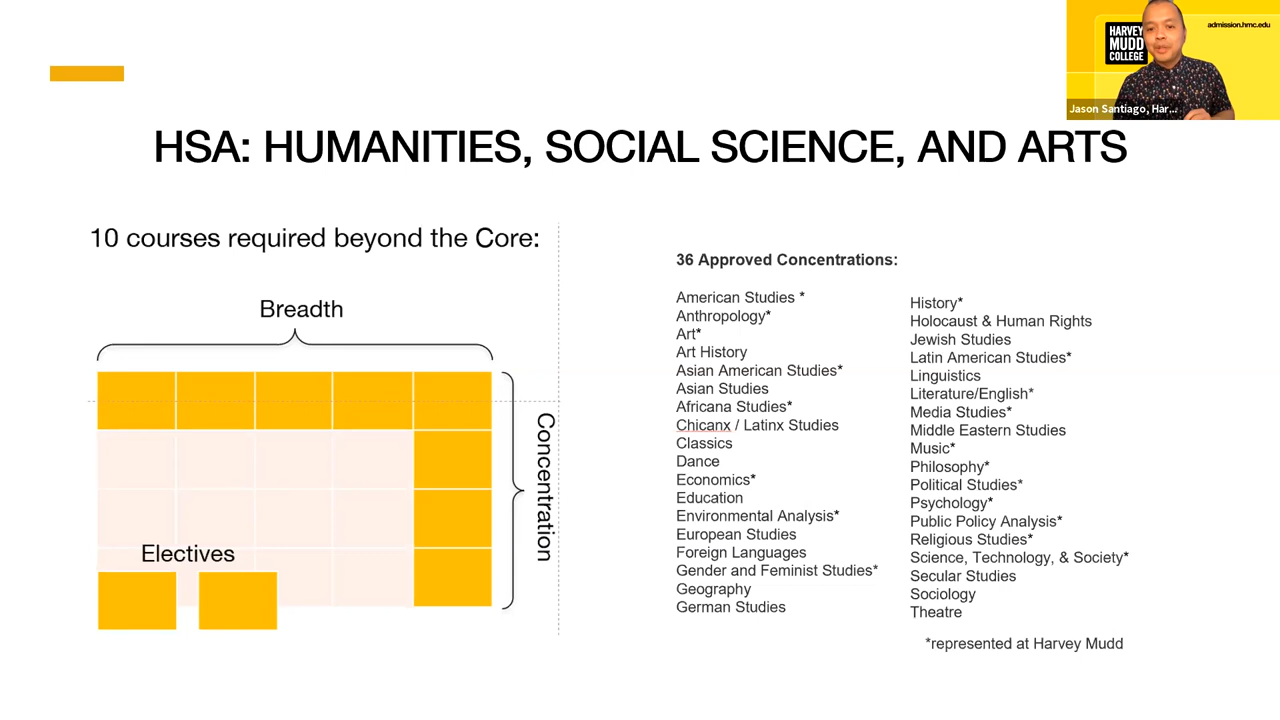 HARVEY
MUDD
COLLEGE
admission.hmc.edu
Jason Santiago, Har...
HSA: HUMANITIES, SOCIAL SCIENCE, AND ARTS
10 courses required beyond the Core:
Breadth
Concentration
Electives
36 Approved Concentrations:
American Studies *
Anthropology*
Art*
Art History
Asian American Studies*
Asian Studies
Africana Studies*
Chicanx / Latinx Studies
Classics
Dance
Economics*
Education
Environmental Analysis*
European Studies
Foreign Languages
Gender and Feminist Studies*
Geography
German Studies
History*
Holocaust & Human Rights
Jewish Studies
Latin American Studies*
Linguistics
Literature/English*
Media Studies*
Middle Eastern Studies
Music*
Philosophy*
Political Studies*
Psychology*
Public Policy Analysis*
Religious Studies*
Science, Technology, & Society*
Secular Studies
Sociology
Theatre
*represented at Harvey Mudd